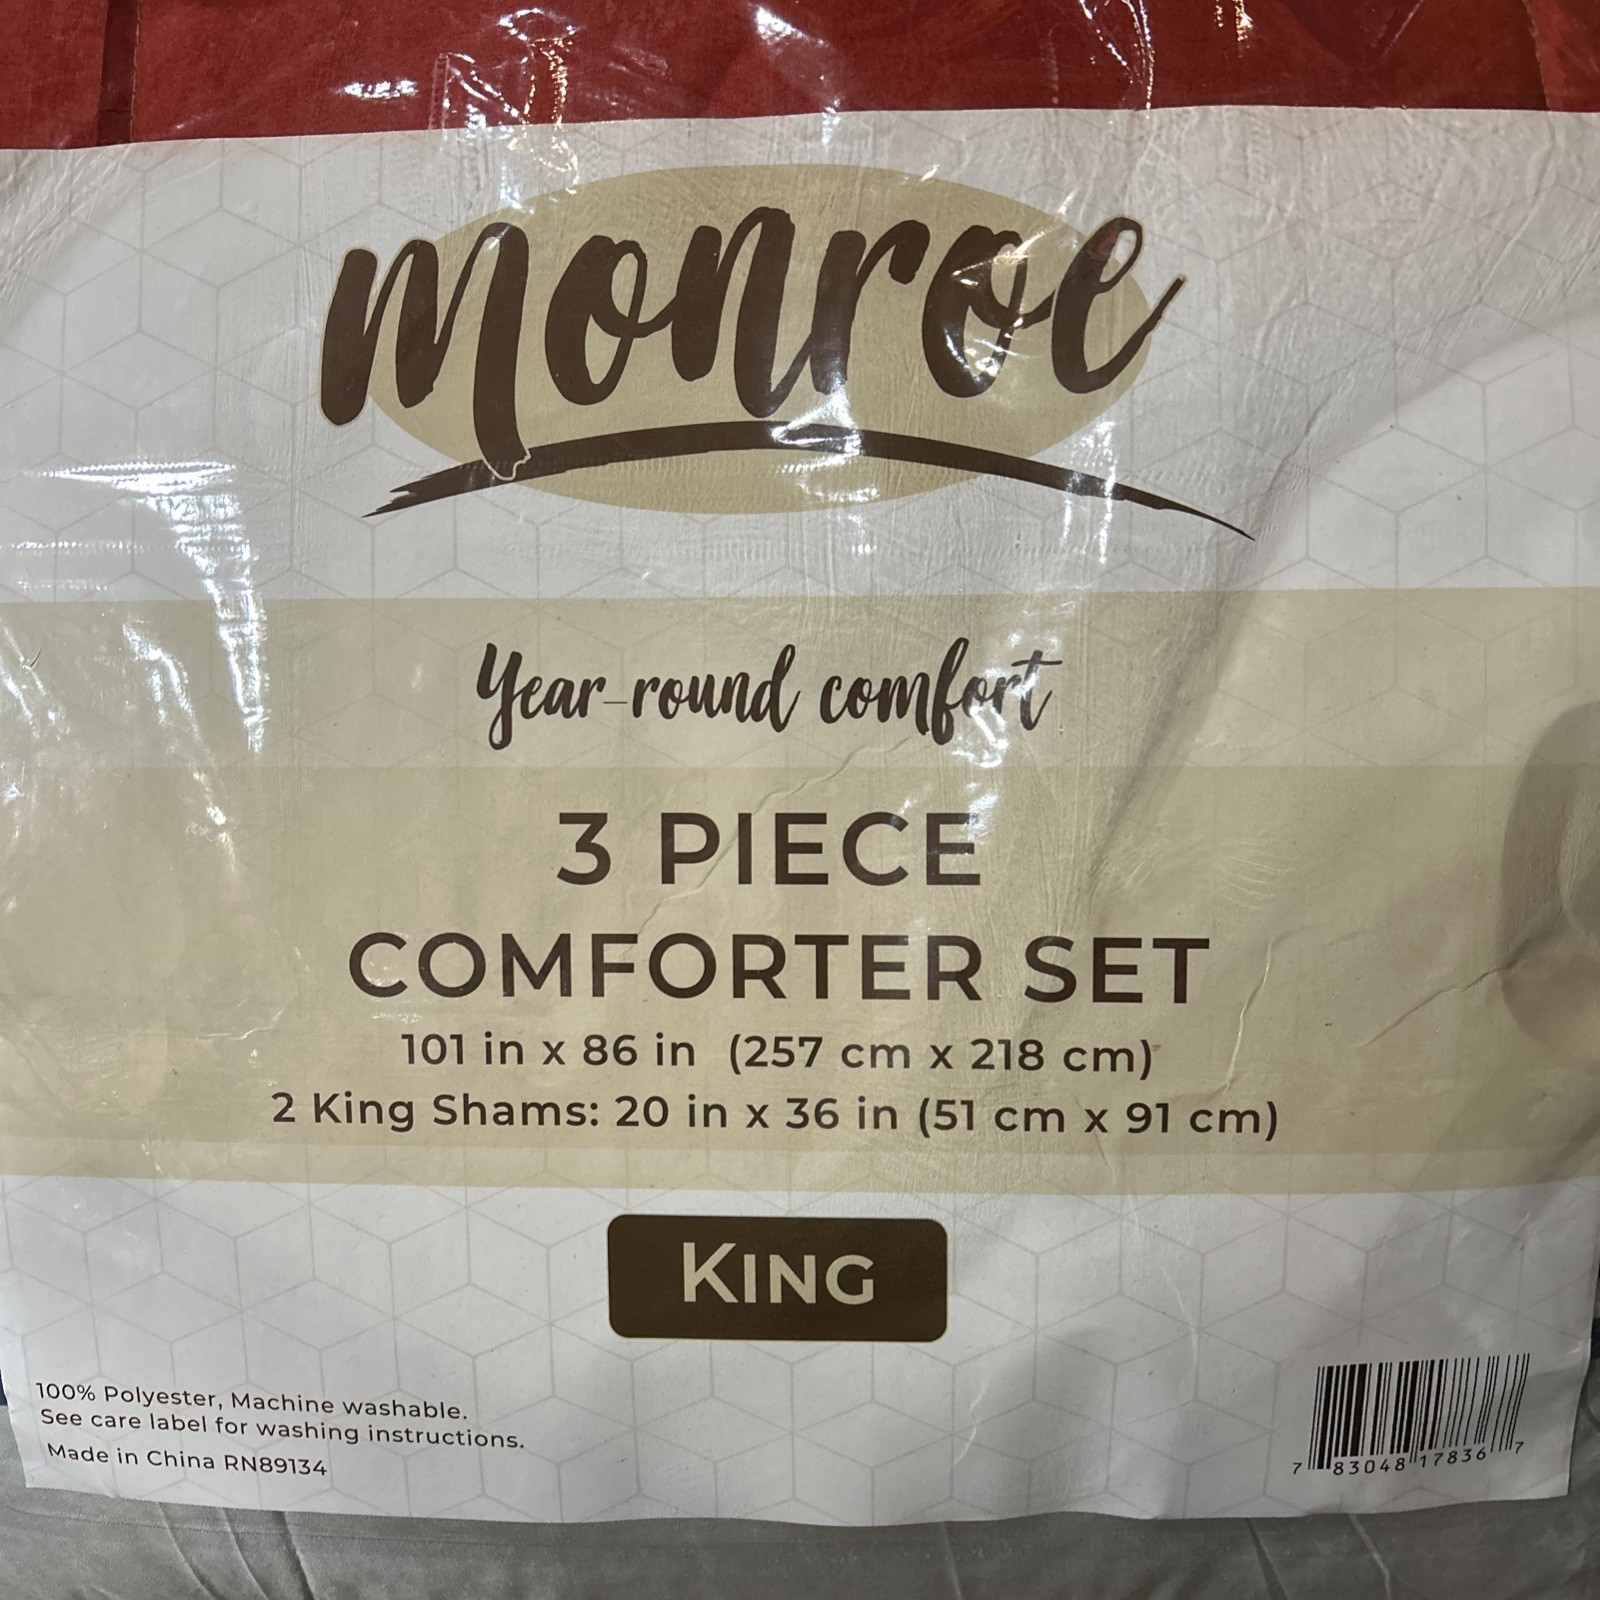 monroe
Year-round comfort
3 PIECE
COMFORTER SET
101 in x 86 in (257 cm x 218 cm)
2 King Shams: 20 in x 36 in (51 cm x 91 cm)
KING
100% Polyester, Machine washable.
See care label for washing instructions.
Made in China RN89134
7 83048 17836 7